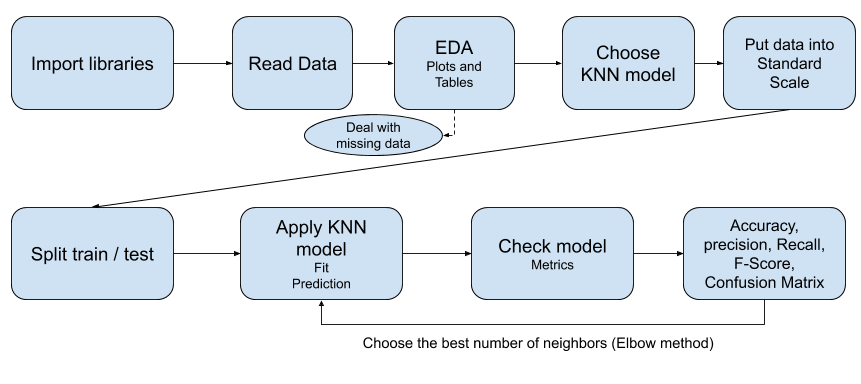 Import libraries
Read Data
EDA
Plots and
Tables
Choose
KNN model
Put data into
Standard
Scale
Deal with
missing data
Split train / test
Apply KNN
model
Fit
Prediction
Check model
Metrics
Accuracy,
precision, Recall,
F-Score,
Confusion Matrix
Choose the best number of neighbors (Elbow method)